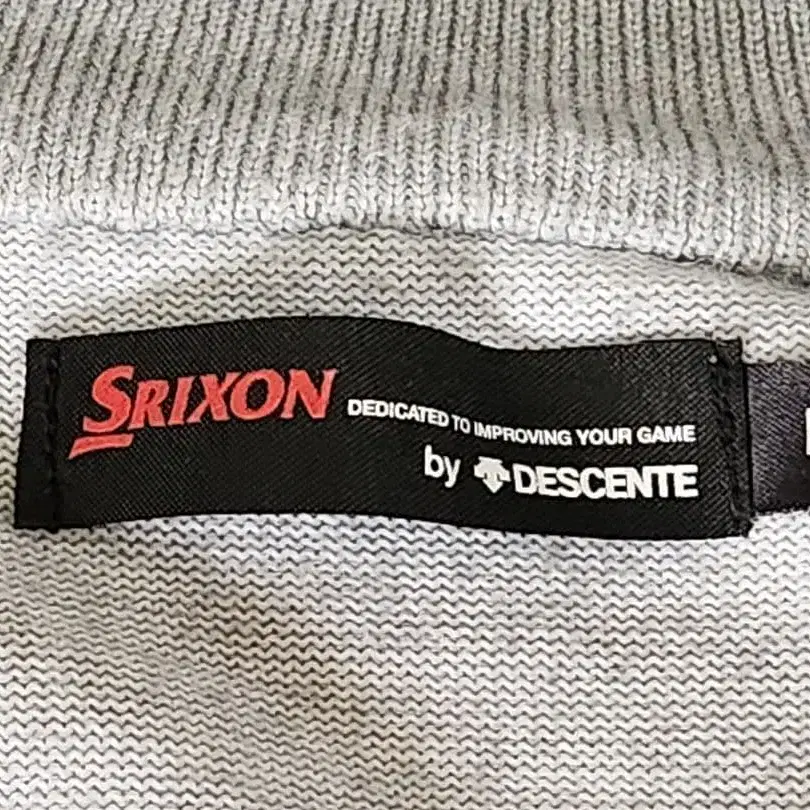 SRIXON DEDICATED TO IMPROVING YOUR GAME
by DESCENTE